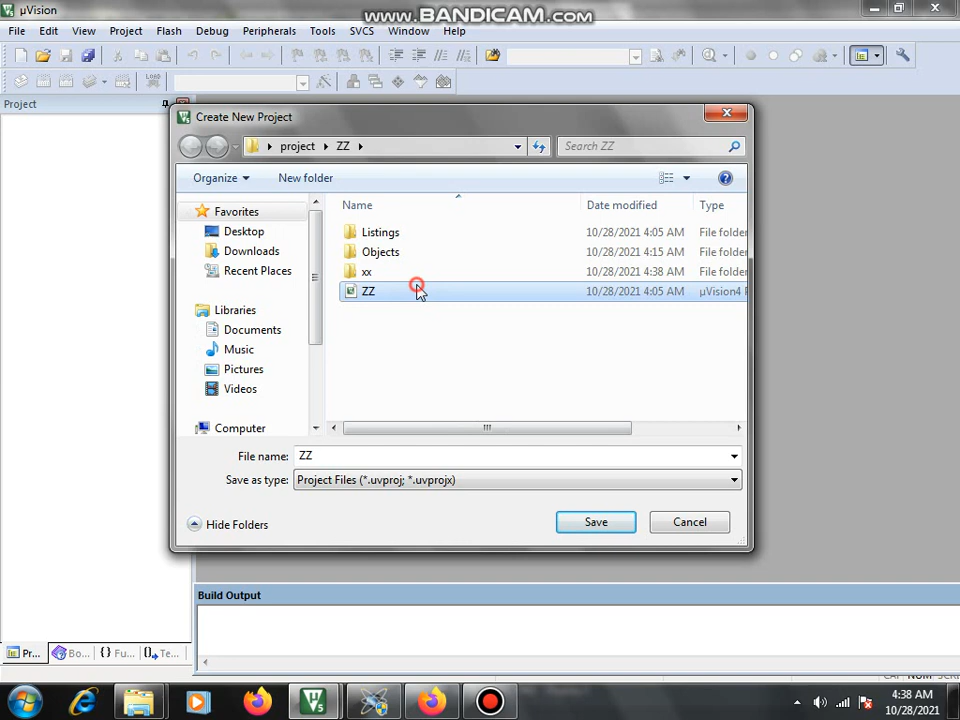 µVision
www.BANDICAM.com
File Edit View Project Flash Debug Peripherals Tools SVCS Window Help
LOAD
Project
Create New Project
project ZZ
Search ZZ
Organize New folder
Name Date modified Type
Favorites
Desktop
Downloads
Recent Places
Libraries
Documents
Music
Pictures
Videos
Computer
Listings 10/28/2021 4:05 AM File folder
Objects 10/28/2021 4:15 AM File folder
xx 10/28/2021 4:38 AM File folder
ZZ 10/28/2021 4:05 AM µVision4 P
File name: ZZ
Save as type: Project Files (*.uvproj; *.uvprojx)
Hide Folders Save Cancel
Build Output
Pr... Bo... {} Fu... Te...
4:38 AM
10/28/2021